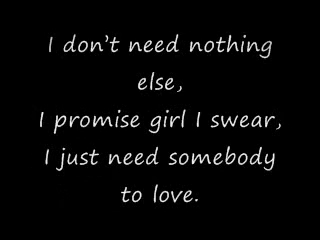 I don't need nothing
else,
I promise girl I swear,
I just need somebody
to love.